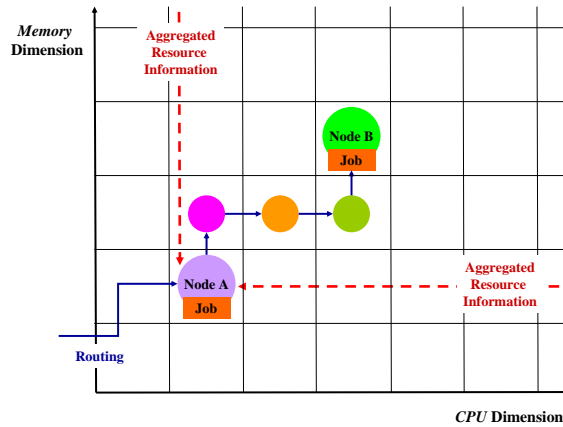 Memory
Dimension
Aggregated
Resource
Information
Node B
Job
Node A
Job
Aggregated
Resource
Information
Routing
CPU Dimension